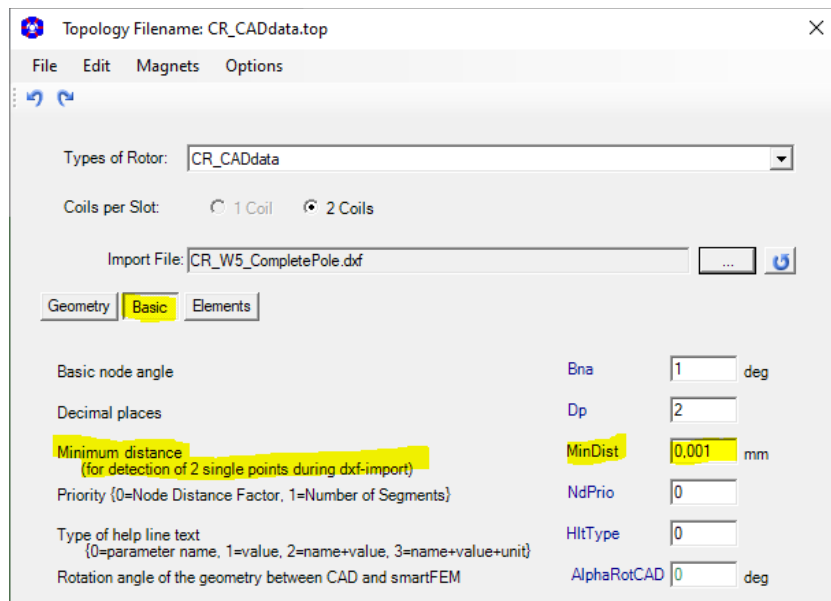 Topology Filename: CR_CADdata.top
File Edit Magnets Options
Types of Rotor: CR_CADdata
Coils per Slot: 1 Coil 2 Coils
Import File: CR_W5_CompletePole.dxf ...
Geometry Basic Elements
Basic node angle Bna 1 deg
Decimal places Dp 2
Minimum distance MinDist 0,001 mm
(for detection of 2 single points during dxf-import)
Priority {0=Node Distance Factor, 1=Number of Segments} NdPrio 0
Type of help line text HltType 0
{0=parameter name, 1=value, 2=name+value, 3=name+value+unit}
Rotation angle of the geometry between CAD and smartFEM AlphaRotCAD 0 deg